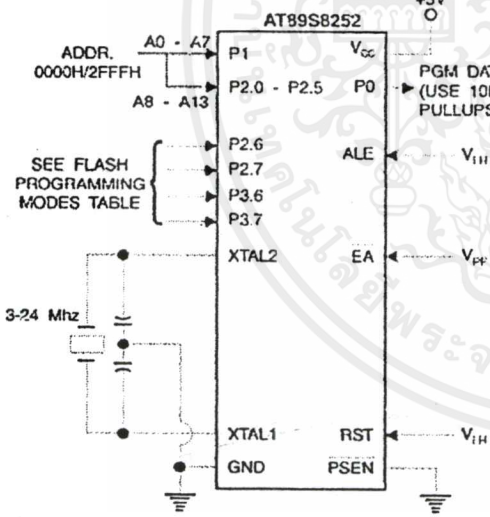 +5V
AT89S8252
A0 - A7
P1
VCC
ADDR.
0000H/2FFFH
P2.0 - P2.5
P0
PGM DAT
(USE 10
PULLUPS
A8 - A13
P2.6
P2.7
P3.6
P3.7
SEE FLASH
PROGRAMMING
MODES TABLE
ALE
VIH
XTAL2
EA
VPP
3-24 Mhz
XTAL1
RST
VIH
GND
PSEN